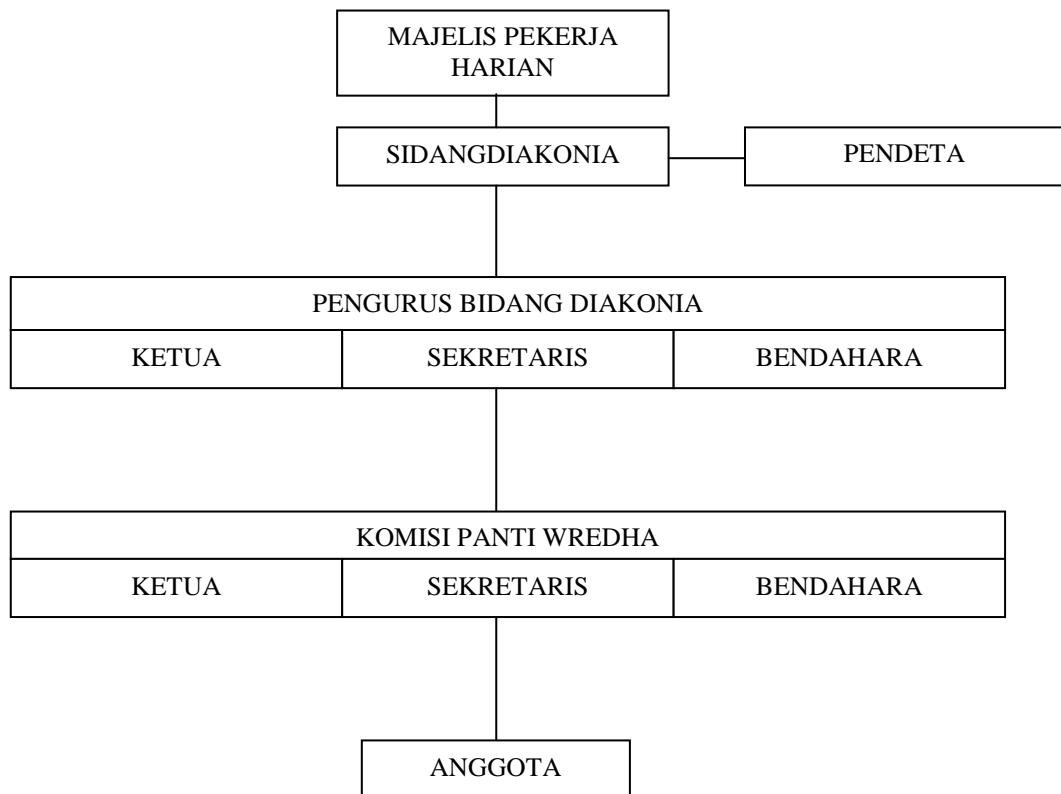 MAJELIS PEKERJA
HARIAN
SIDANGDIAKONIA
PENDETA
PENGURUS BIDANG DIAKONIA
KETUA
SEKRETARIS
BENDAHARA
KOMISI PANTI WREDHA
KETUA
SEKRETARIS
BENDAHARA
ANGGOTA